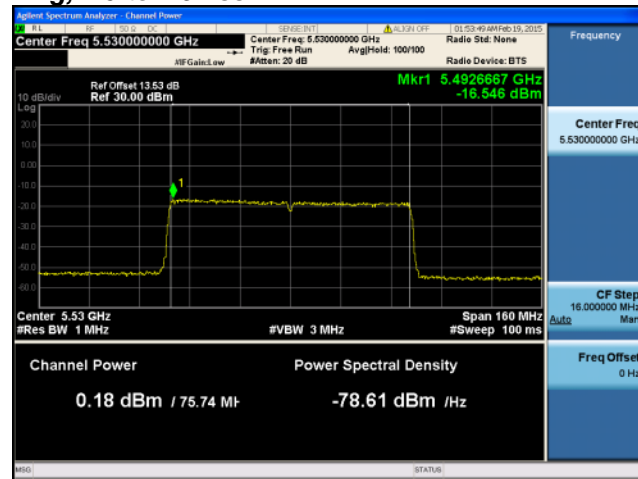 Agilent Spectrum Analyzer - Channel Power
RL RF 50 Ω DC SENSE:INT ALIGN OFF 01:53:49 AM Feb 19, 2015
Center Freq 5.530000000 GHz
Center Freq: 5.530000000 GHz
Radio Std: None
Trig: Free Run Avg|Hold: 100/100
#IFGain:Low #Atten: 20 dB Radio Device: BTS
Frequency
Ref Offset 13.53 dB
10 dB/div Ref 30.00 dBm
Log
Mkr1 5.4926667 GHz
-16.546 dBm
20.0
10.0
0.00
-10.0
-20.0
-30.0
-40.0
-50.0
-60.0
1
Center 5.53 GHz Span 160 MHz
#Res BW 1 MHz #VBW 3 MHz #Sweep 100 ms
Channel Power Power Spectral Density
0.18 dBm / 75.74 MH -78.61 dBm /Hz
Center Freq
5.530000000 GHz
CF Step
16.000000 MHz
Auto Man
Freq Offset
0 Hz
MSG STATUS